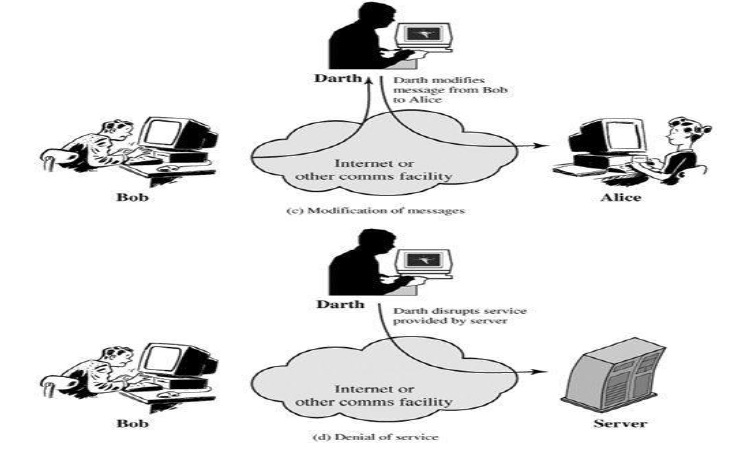 Darth
Darth modifies
message from Bob
to Alice
Internet or
other comms facility
Bob
Alice
(c) Modification of messages
Darth
Darth disrupts service
provided by server
Internet or
other comms facility
Bob
Server
(d) Denial of service